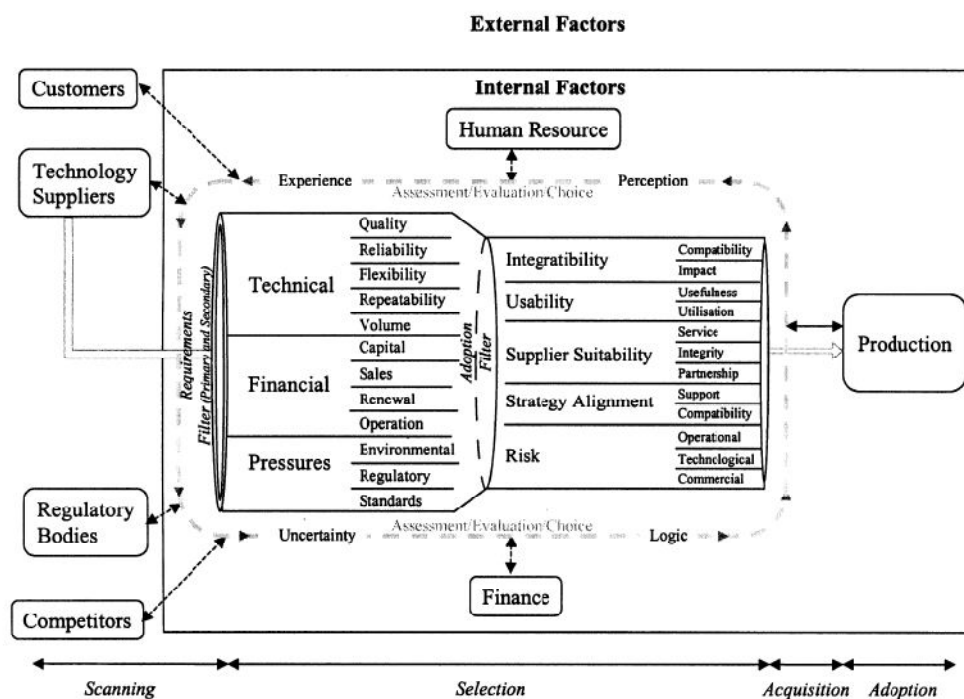 External Factors
Internal Factors
Customers
Human Resource
Technology
Suppliers
Experience
Perception
Assessment/Evaluation/Choice
Requirements
Filter (Primary and Secondary)
Technical
Quality
Reliability
Flexibility
Repeatability
Volume
Financial
Capital
Sales
Renewal
Operation
Pressures
Environmental
Regulatory
Standards
Adoption
Filter
Integratibility
Compatibility
Impact
Usability
Usefulness
Utilisation
Supplier Suitability
Service
Integrity
Partnership
Strategy Alignment
Support
Compatibility
Risk
Operational
Technological
Commercial
Production
Regulatory
Bodies
Assessment/Evaluation/Choice
Uncertainty
Logic
Competitors
Finance
Scanning
Selection
Acquisition
Adoption